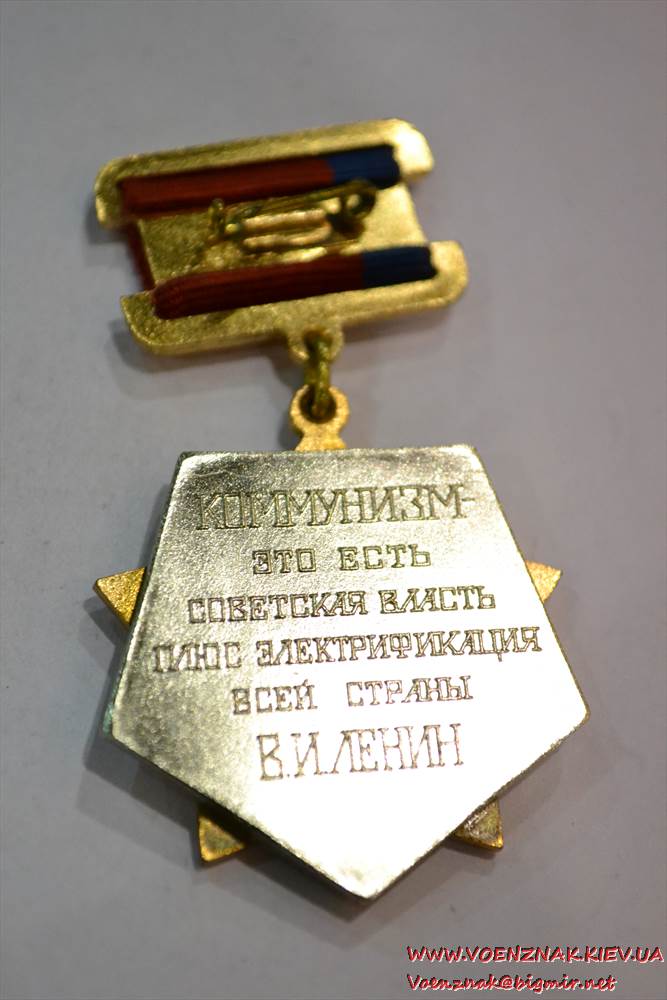 КОММУНИЗМ-
ЭТО ЕСТЬ
СОВЕТСКАЯ ВЛАСТЬ
ПЛЮС ЭЛЕКТРИФИКАЦИЯ
ВСЕЙ СТРАНЫ
В.И.ЛЕНИН
WWW.VOENZNAK.KIEV.UA
Voenznak@bigmir.net